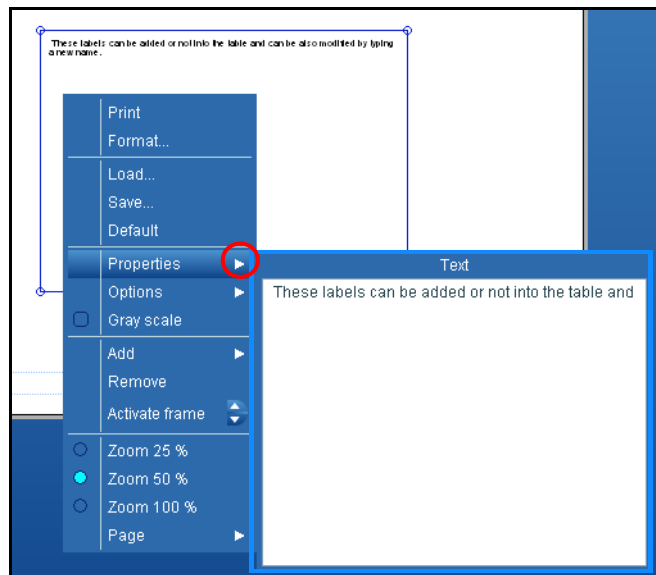 These labels can be added or not into the table and can be also modified by typing
a new name.
Print
Format...
Load...
Save...
Default
Properties
Text
Options
These labels can be added or not into the table and
Gray scale
Add
Remove
Activate frame
Zoom 25 %
Zoom 50 %
Zoom 100 %
Page